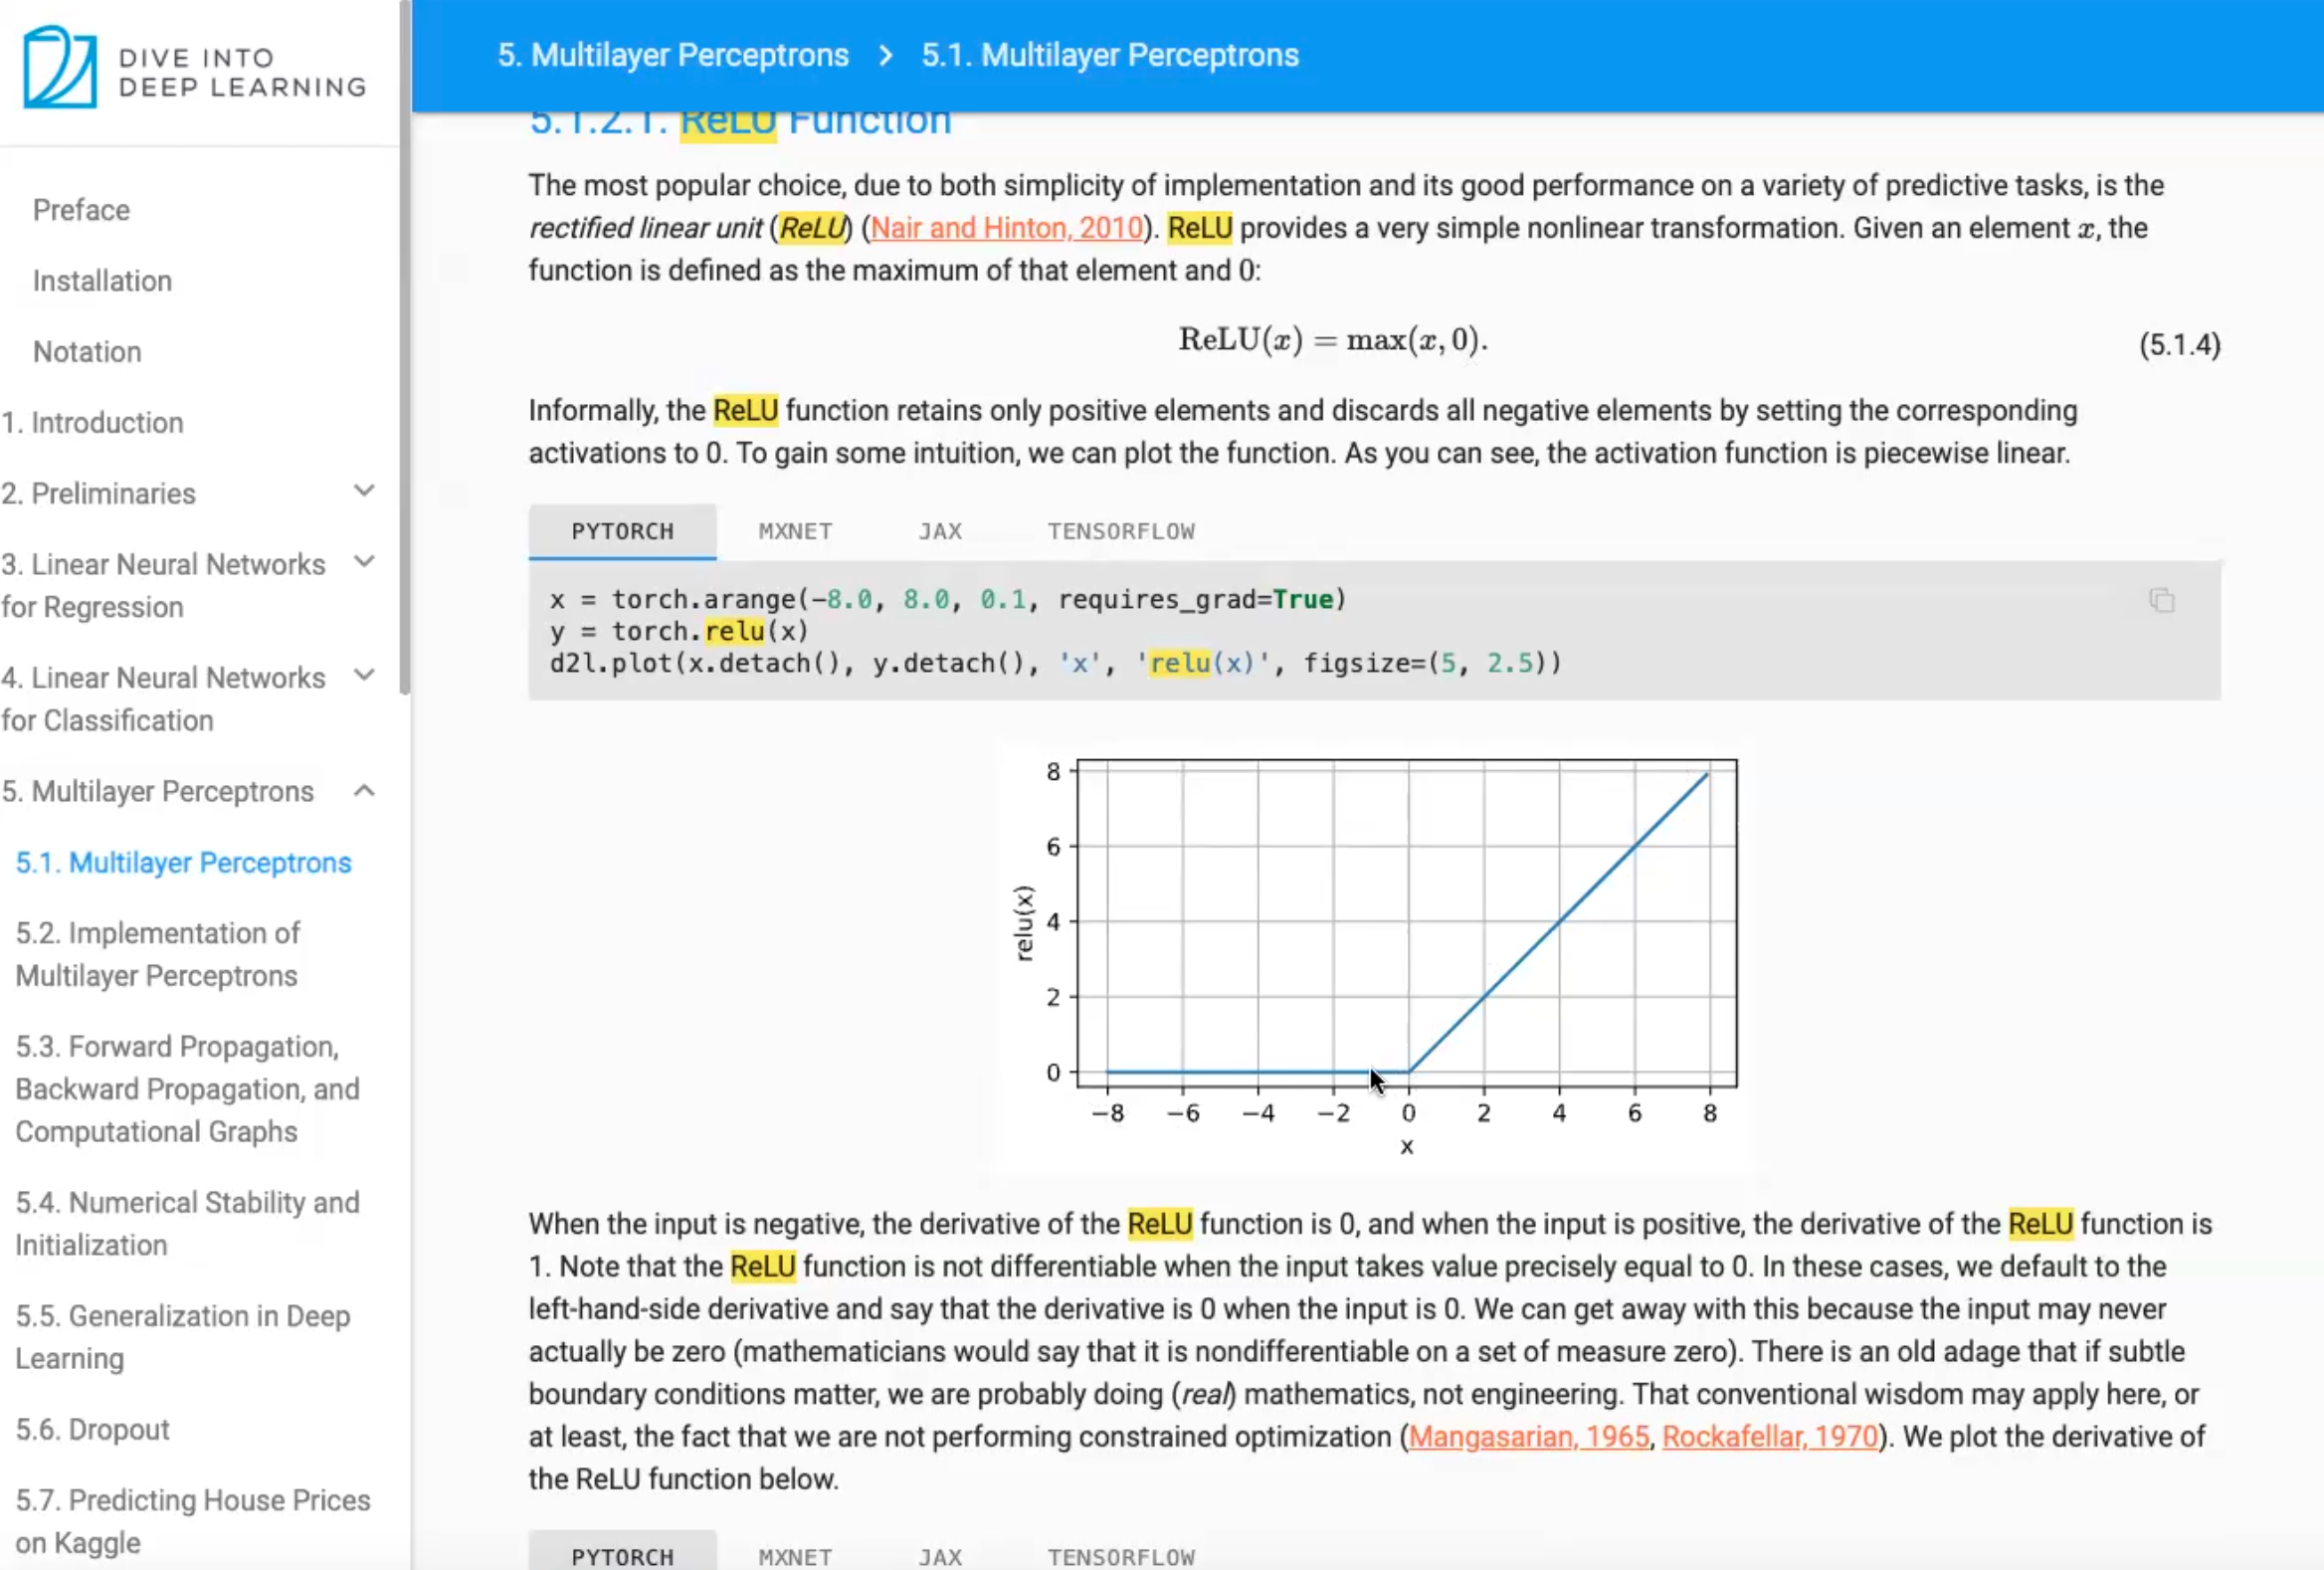 DIVE INTO
DEEP LEARNING
Preface
Installation
Notation
1. Introduction
2. Preliminaries
3. Linear Neural Networks
for Regression
4. Linear Neural Networks
for Classification
5. Multilayer Perceptrons
5.1. Multilayer Perceptrons
5.2. Implementation of
Multilayer Perceptrons
5.3. Forward Propagation,
Backward Propagation, and
Computational Graphs
5.4. Numerical Stability and
Initialization
5.5. Generalization in Deep
Learning
5.6. Dropout
5.7. Predicting House Prices
on Kaggle
5. Multilayer Perceptrons > 5.1. Multilayer Perceptrons
5.1.2.1. ReLU Function
The most popular choice, due to both simplicity of implementation and its good performance on a variety of predictive tasks, is the
rectified linear unit (ReLU) (Nair and Hinton, 2010). ReLU provides a very simple nonlinear transformation. Given an element x, the
function is defined as the maximum of that element and 0:
ReLU(x) = max(x, 0). (5.1.4)
Informally, the ReLU function retains only positive elements and discards all negative elements by setting the corresponding
activations to 0. To gain some intuition, we can plot the function. As you can see, the activation function is piecewise linear.
PYTORCH MXNET JAX TENSORFLOW
x = torch.arange(-8.0, 8.0, 0.1, requires_grad=True)
y = torch.relu(x)
d2l.plot(x.detach(), y.detach(), 'x', 'relu(x)', figsize=(5, 2.5))
8
6
4
2
0
relu(x)
−8 −6 −4 −2 0 2 4 6 8
x
When the input is negative, the derivative of the ReLU function is 0, and when the input is positive, the derivative of the ReLU function is
1. Note that the ReLU function is not differentiable when the input takes value precisely equal to 0. In these cases, we default to the
left-hand-side derivative and say that the derivative is 0 when the input is 0. We can get away with this because the input may never
actually be zero (mathematicians would say that it is nondifferentiable on a set of measure zero). There is an old adage that if subtle
boundary conditions matter, we are probably doing (real) mathematics, not engineering. That conventional wisdom may apply here, or
at least, the fact that we are not performing constrained optimization (Mangasarian, 1965, Rockafellar, 1970). We plot the derivative of
the ReLU function below.
PYTORCH MXNET JAX TENSORFLOW